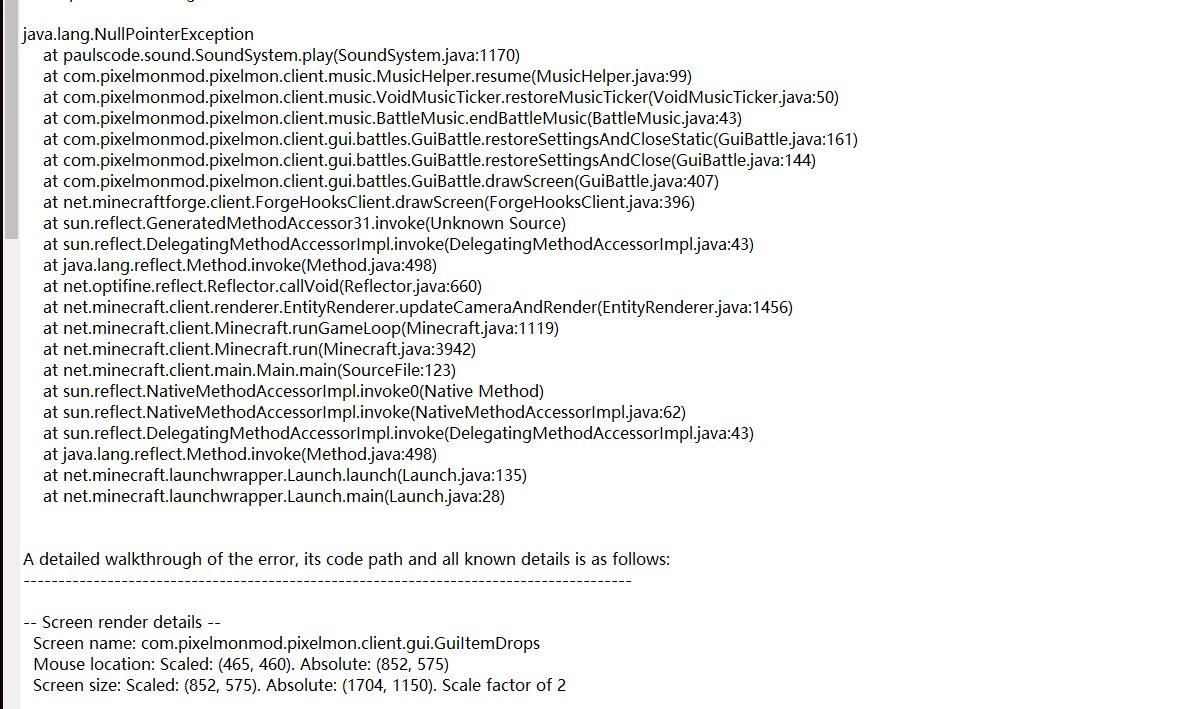 java.lang.NullPointerException
at paulscode.sound.SoundSystem.play(SoundSystem.java:1170)
at com.pixelmonmod.pixelmon.client.music.MusicHelper.resume(MusicHelper.java:99)
at com.pixelmonmod.pixelmon.client.music.VoidMusicTicker.restoreMusicTicker(VoidMusicTicker.java:50)
at com.pixelmonmod.pixelmon.client.music.BattleMusic.endBattleMusic(BattleMusic.java:43)
at com.pixelmonmod.pixelmon.client.gui.battles.GuiBattle.restoreSettingsAndCloseStatic(GuiBattle.java:161)
at com.pixelmonmod.pixelmon.client.gui.battles.GuiBattle.restoreSettingsAndClose(GuiBattle.java:144)
at com.pixelmonmod.pixelmon.client.gui.battles.GuiBattle.drawScreen(GuiBattle.java:407)
at net.minecraftforge.client.ForgeHooksClient.drawScreen(ForgeHooksClient.java:396)
at sun.reflect.GeneratedMethodAccessor31.invoke(Unknown Source)
at sun.reflect.DelegatingMethodAccessorImpl.invoke(DelegatingMethodAccessorImpl.java:43)
at java.lang.reflect.Method.invoke(Method.java:498)
at net.optifine.reflect.Reflector.callVoid(Reflector.java:660)
at net.minecraft.client.renderer.EntityRenderer.updateCameraAndRender(EntityRenderer.java:1456)
at net.minecraft.client.Minecraft.runGameLoop(Minecraft.java:1119)
at net.minecraft.client.Minecraft.run(Minecraft.java:3942)
at net.minecraft.client.main.Main.main(SourceFile:123)
at sun.reflect.NativeMethodAccessorImpl.invoke0(Native Method)
at sun.reflect.NativeMethodAccessorImpl.invoke(NativeMethodAccessorImpl.java:62)
at sun.reflect.DelegatingMethodAccessorImpl.invoke(DelegatingMethodAccessorImpl.java:43)
at java.lang.reflect.Method.invoke(Method.java:498)
at net.minecraft.launchwrapper.Launch.launch(Launch.java:135)
at net.minecraft.launchwrapper.Launch.main(Launch.java:28)
A detailed walkthrough of the error, its code path and all known details is as follows:
---------------------------------------------------------------------------------------
-- Screen render details --
Screen name: com.pixelmonmod.pixelmon.client.gui.GuiItemDrops
Mouse location: Scaled: (465, 460). Absolute: (852, 575)
Screen size: Scaled: (852, 575). Absolute: (1704, 1150). Scale factor of 2